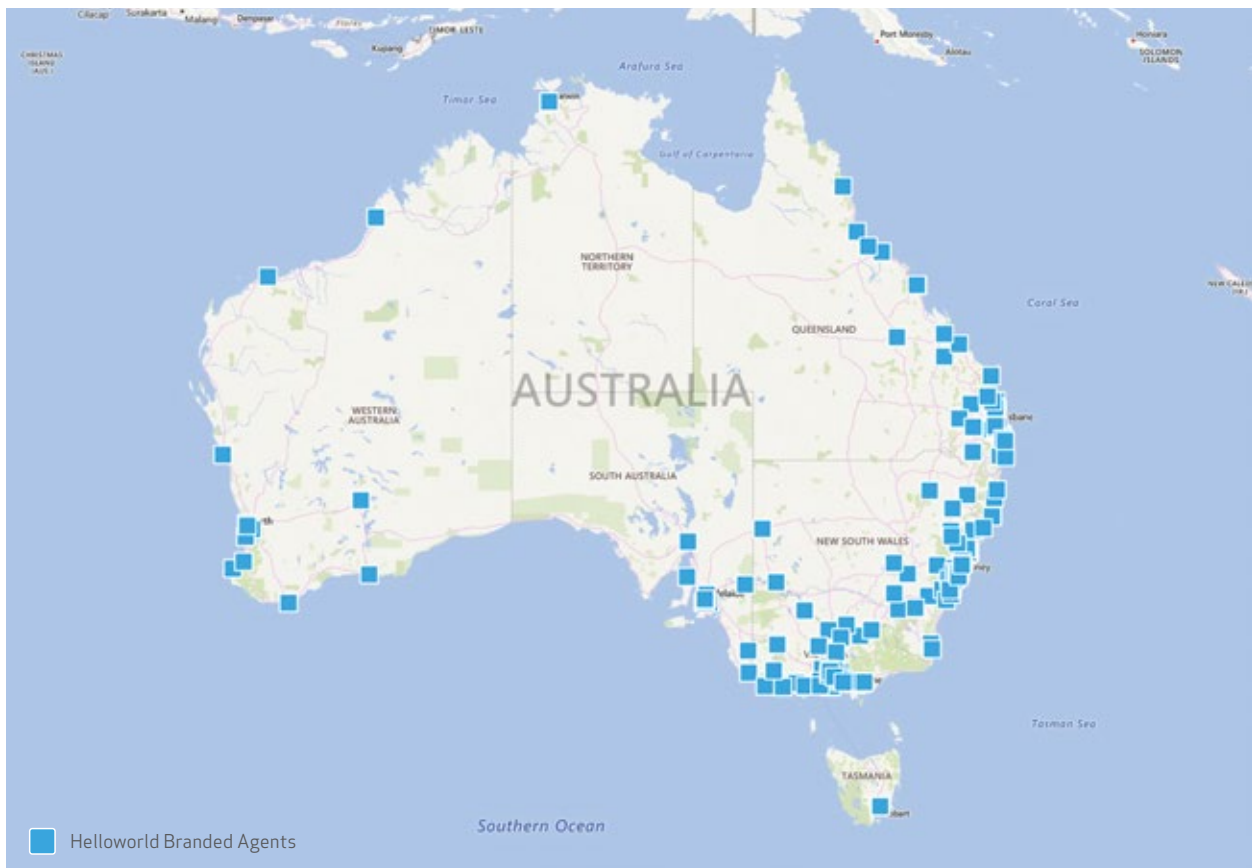 Cilacap
Surakarta
Malang
Denpasar
Flores
TIMOR LESTE
Kupang
CHRISTMAS
ISLAND
(AUS.)
Arafura Sea
Timor Sea
Port Moresby
Alotau
Honiara
SOLOMON
ISLANDS
Gulf of Carpentaria
NORTHERN
TERRITORY
Coral Sea
QUEENSLAND
AUSTRALIA
WESTERN
AUSTRALIA
SOUTH AUSTRALIA
NEW SOUTH WALES
Tasman Sea
TASMANIA
Southern Ocean
Helloworld Branded Agents